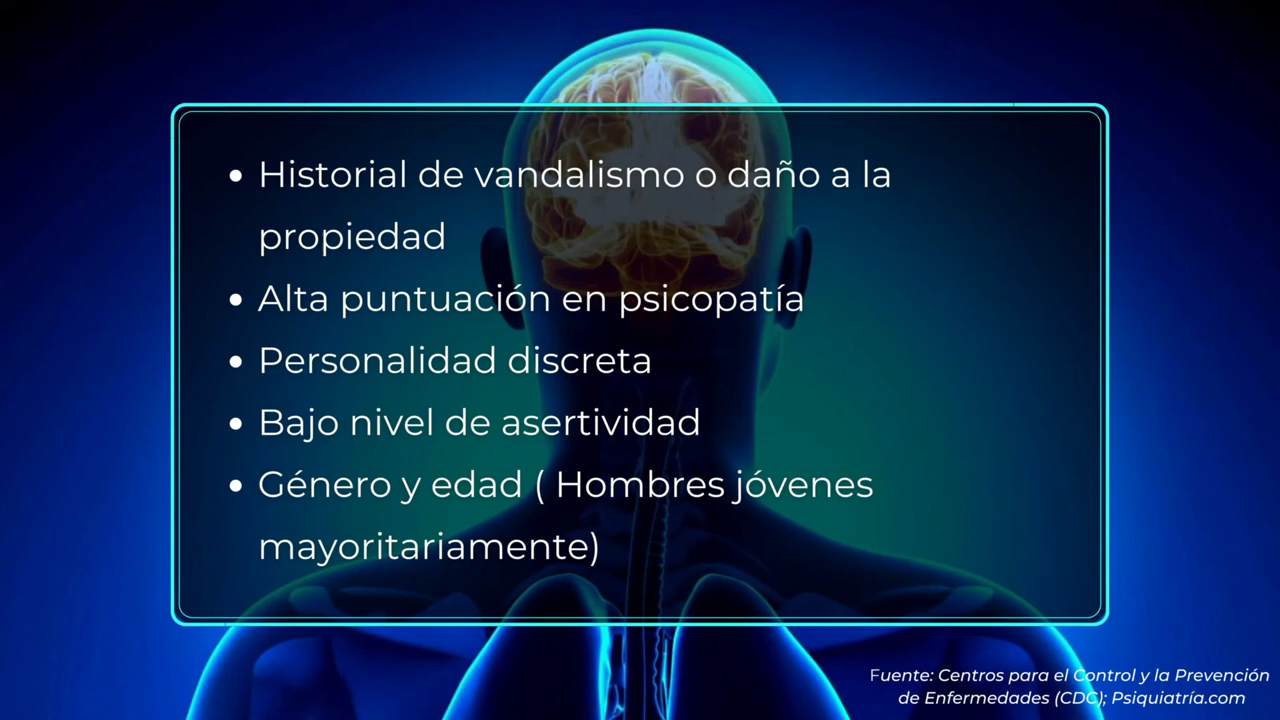 • Historial de vandalismo o daño a la
propiedad
• Alta puntuación en psicopatía
• Personalidad discreta
• Bajo nivel de asertividad
• Género y edad ( Hombres jóvenes
mayoritariamente)
Fuente: Centros para el Control y la Prevención
de Enfermedades (CDC); Psiquiatría.com